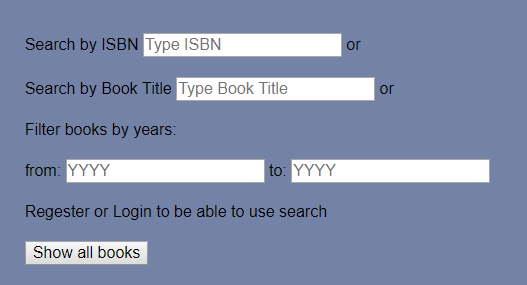 Search by ISBN Type ISBN or
Search by Book Title Type Book Title or
Filter books by years:
from: YYYY to: YYYY
Regester or Login to be able to use search
Show all books